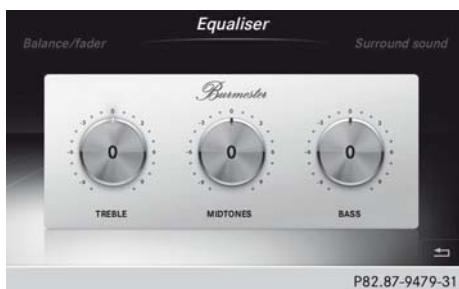 Equaliser
Balance/fader
Surround sound
Burmester
0 0 0
TREBLE MIDTONES BASS
P82.87-9479-31